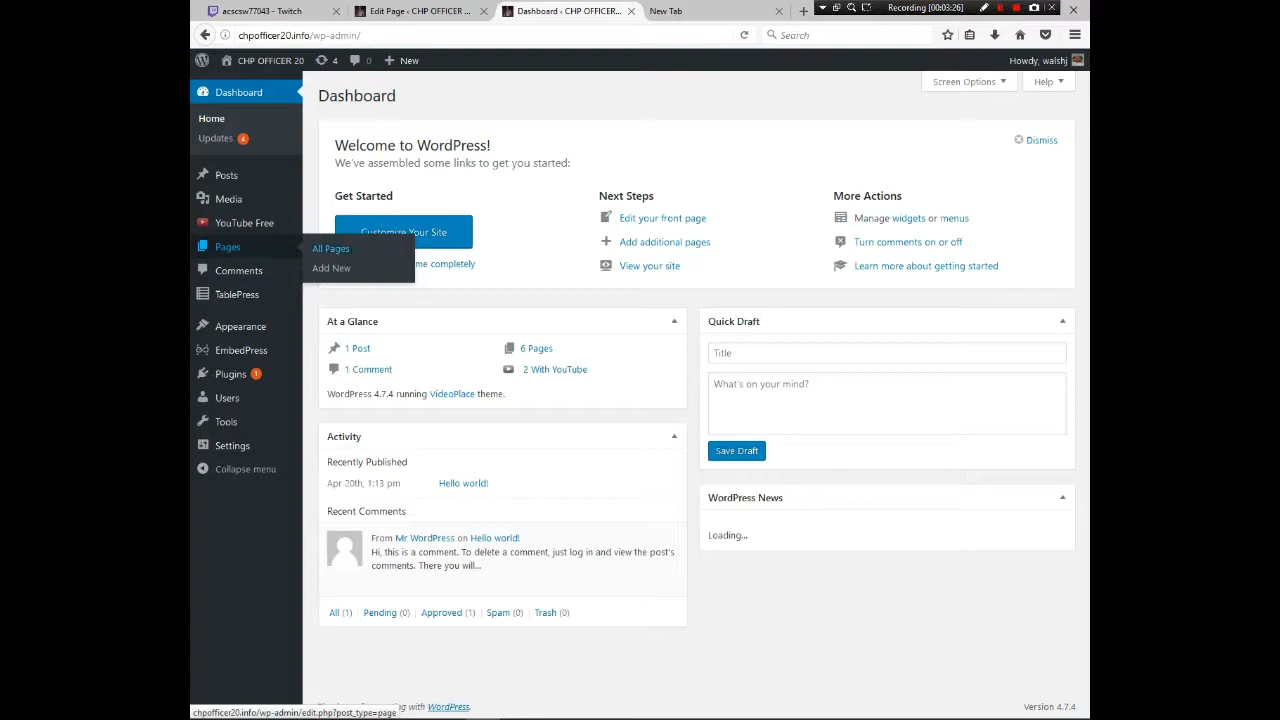 acscsw77043 - Twitch
Edit Page ‹ CHP OFFICER ...
Dashboard ‹ CHP OFFICER...
New Tab
Recording [00:03:26]
chpofficer20.info/wp-admin/
Search
CHP OFFICER 20
4
0
New
Howdy, walshj
Dashboard
Home
Updates 4
Posts
Media
YouTube Free
Pages
Comments
TablePress
Appearance
EmbedPress
Plugins 1
Users
Tools
Settings
Collapse menu
All Pages
Add New
Dashboard
Screen Options
Help
Welcome to WordPress!
We've assembled some links to get you started:
Dismiss
Get Started
Customize Your Site
me completely
Next Steps
Edit your front page
Add additional pages
View your site
More Actions
Manage widgets or menus
Turn comments on or off
Learn more about getting started
At a Glance
1 Post
6 Pages
1 Comment
2 With YouTube
WordPress 4.7.4 running VideoPlace theme.
Activity
Recently Published
Apr 20th, 1:13 pm
Hello world!
Recent Comments
From Mr WordPress on Hello world!
Hi, this is a comment. To delete a comment, just log in and view the post's
comments. There you will...
All (1) | Pending (0) | Approved (1) | Spam (0) | Trash (0)
Quick Draft
Title
What's on your mind?
Save Draft
WordPress News
Loading...
with WordPress.
Version 4.7.4
chpofficer20.info/wp-admin/edit.php?post_type=page